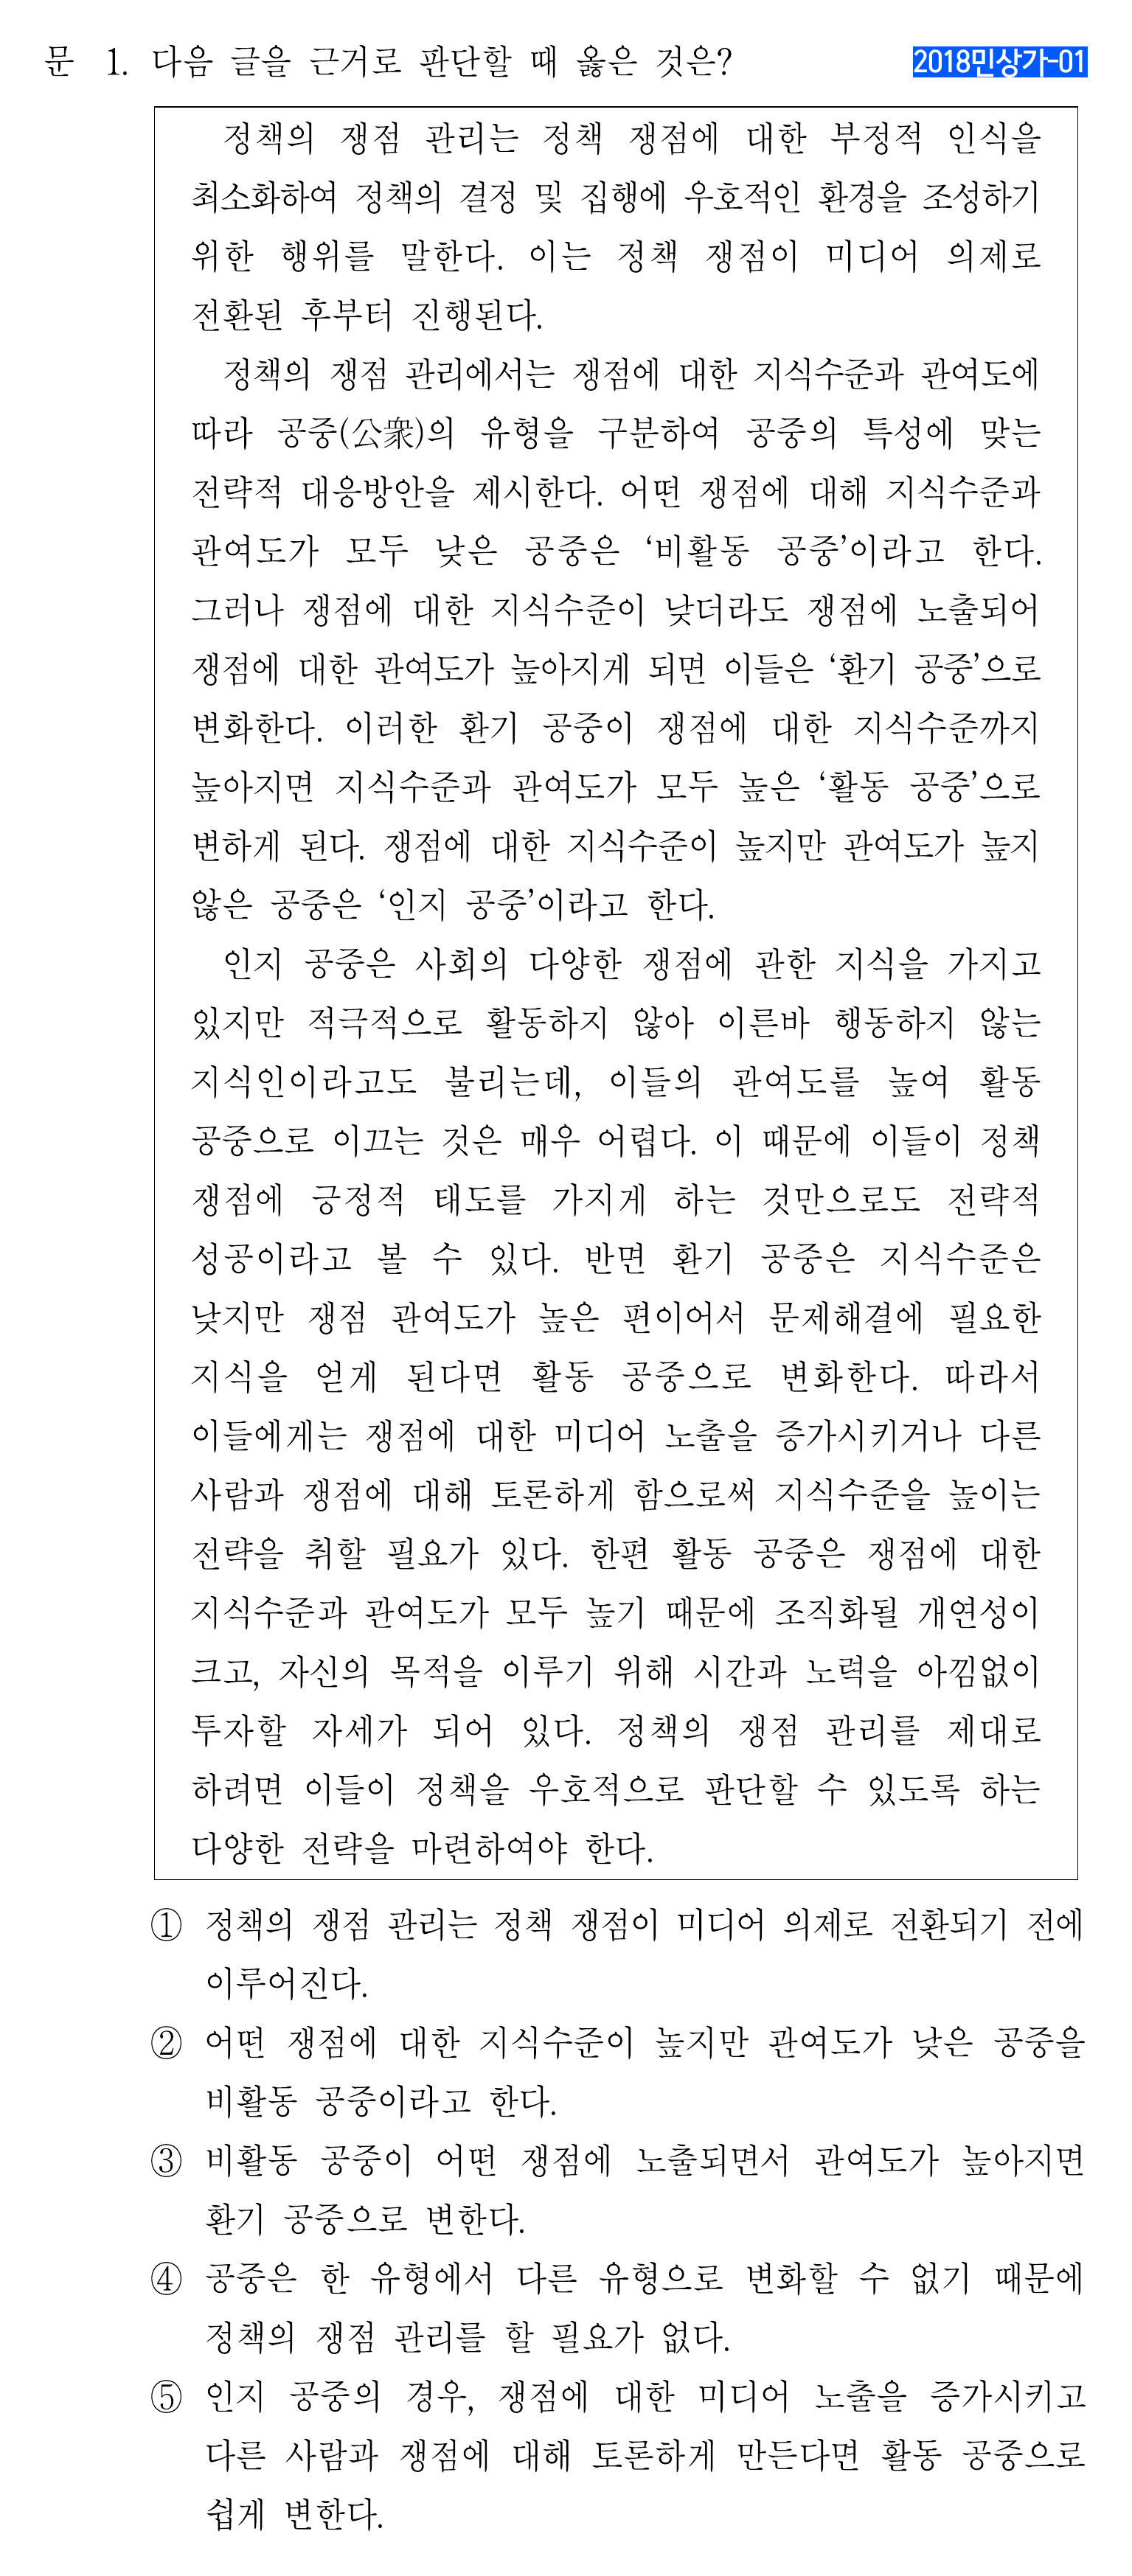 문 1. 다음 글을 근거로 판단할 때 옳은 것은? 2018민상가-01
정책의 쟁점 관리는 정책 쟁점에 대한 부정적 인식을
최소화하여 정책의 결정 및 집행에 우호적인 환경을 조성하기
위한 행위를 말한다. 이는 정책 쟁점이 미디어 의제로
전환된 후부터 진행된다.
정책의 쟁점 관리에서는 쟁점에 대한 지식수준과 관여도에
따라 공중(公衆)의 유형을 구분하여 공중의 특성에 맞는
전략적 대응방안을 제시한다. 어떤 쟁점에 대해 지식수준과
관여도가 모두 낮은 공중은 ‘비활동 공중’이라고 한다.
그러나 쟁점에 대한 지식수준이 낮더라도 쟁점에 노출되어
쟁점에 대한 관여도가 높아지게 되면 이들은 ‘환기 공중’으로
변화한다. 이러한 환기 공중이 쟁점에 대한 지식수준까지
높아지면 지식수준과 관여도가 모두 높은 ‘활동 공중’으로
변하게 된다. 쟁점에 대한 지식수준이 높지만 관여도가 높지
않은 공중은 ‘인지 공중’이라고 한다.
인지 공중은 사회의 다양한 쟁점에 관한 지식을 가지고
있지만 적극적으로 활동하지 않아 이른바 행동하지 않는
지식인이라고도 불리는데, 이들의 관여도를 높여 활동
공중으로 이끄는 것은 매우 어렵다. 이 때문에 이들이 정책
쟁점에 긍정적 태도를 가지게 하는 것만으로도 전략적
성공이라고 볼 수 있다. 반면 환기 공중은 지식수준은
낮지만 쟁점 관여도가 높은 편이어서 문제해결에 필요한
지식을 얻게 된다면 활동 공중으로 변화한다. 따라서
이들에게는 쟁점에 대한 미디어 노출을 증가시키거나 다른
사람과 쟁점에 대해 토론하게 함으로써 지식수준을 높이는
전략을 취할 필요가 있다. 한편 활동 공중은 쟁점에 대한
지식수준과 관여도가 모두 높기 때문에 조직화될 개연성이
크고, 자신의 목적을 이루기 위해 시간과 노력을 아낌없이
투자할 자세가 되어 있다. 정책의 쟁점 관리를 제대로
하려면 이들이 정책을 우호적으로 판단할 수 있도록 하는
다양한 전략을 마련하여야 한다.
① 정책의 쟁점 관리는 정책 쟁점이 미디어 의제로 전환되기 전에
이루어진다.
② 어떤 쟁점에 대한 지식수준이 높지만 관여도가 낮은 공중을
비활동 공중이라고 한다.
③ 비활동 공중이 어떤 쟁점에 노출되면서 관여도가 높아지면
환기 공중으로 변한다.
④ 공중은 한 유형에서 다른 유형으로 변화할 수 없기 때문에
정책의 쟁점 관리를 할 필요가 없다.
⑤ 인지 공중의 경우, 쟁점에 대한 미디어 노출을 증가시키고
다른 사람과 쟁점에 대해 토론하게 만든다면 활동 공중으로
쉽게 변한다.